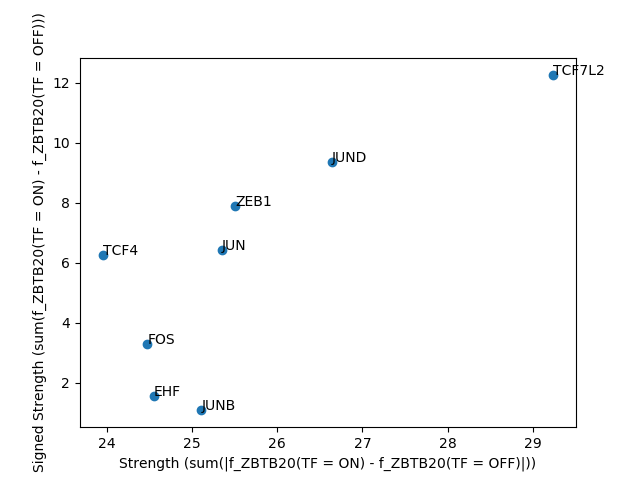 Signed Strength (sum(f_ZBTB20(TF = ON) - f_ZBTB20(TF = OFF)))
12
10
8
6
4
2
TCF7L2
JUND
ZEB1
JUN
TCF4
FOS
EHF
JUNB
24 25 26 27 28 29
Strength (sum(|f_ZBTB20(TF = ON) - f_ZBTB20(TF = OFF)|))